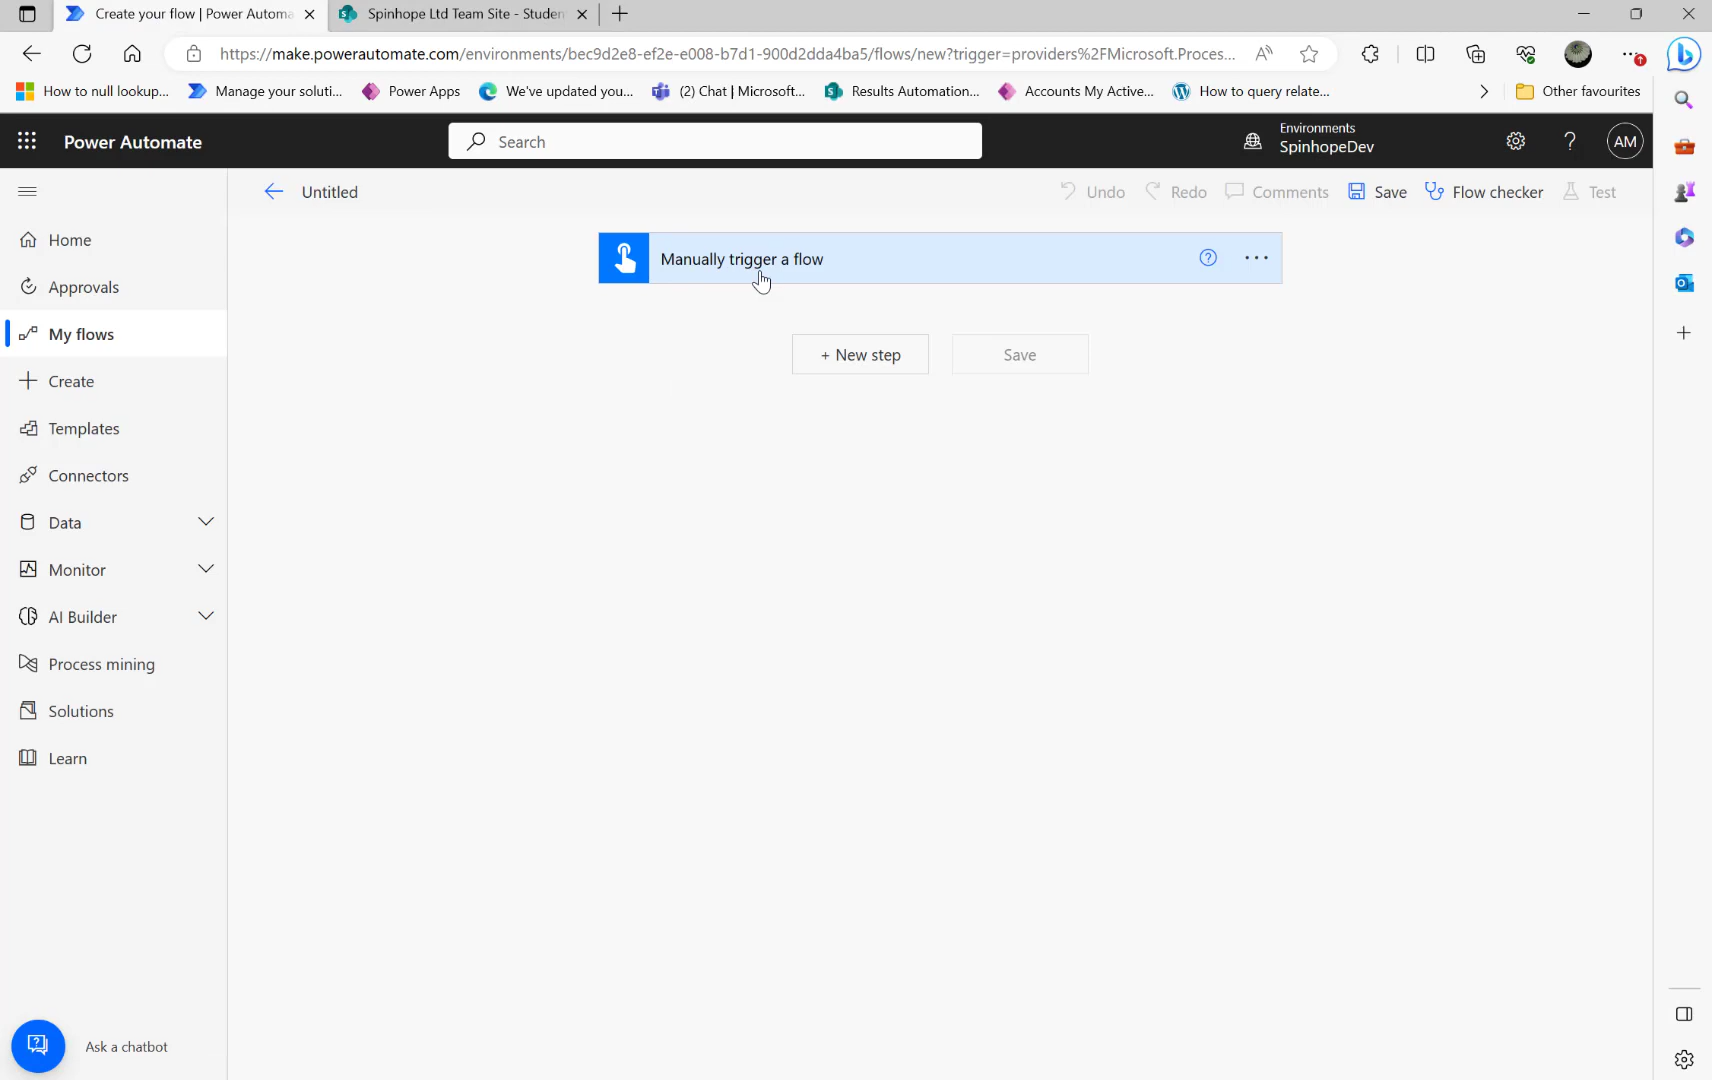 Create your flow | Power Automa
Spinhope Ltd Team Site - Studen
https://make.powerautomate.com/environments/bec9d2e8-ef2e-e008-b7d1-900d2dda4ba5/flows/new?trigger=providers%2FMicrosoft.Proces...
How to null lookup...
Manage your soluti...
Power Apps
We've updated you...
(2) Chat | Microsoft...
Results Automation...
Accounts My Active...
How to query relate...
Other favourites
Power Automate
Search
Environments
SpinhopeDev
?
AM
Untitled
Undo
Redo
Comments
Save
Flow checker
Test
Home
Approvals
My flows
Create
Templates
Connectors
Data
Monitor
AI Builder
Process mining
Solutions
Learn
Manually trigger a flow
?
+ New step
Save
Ask a chatbot